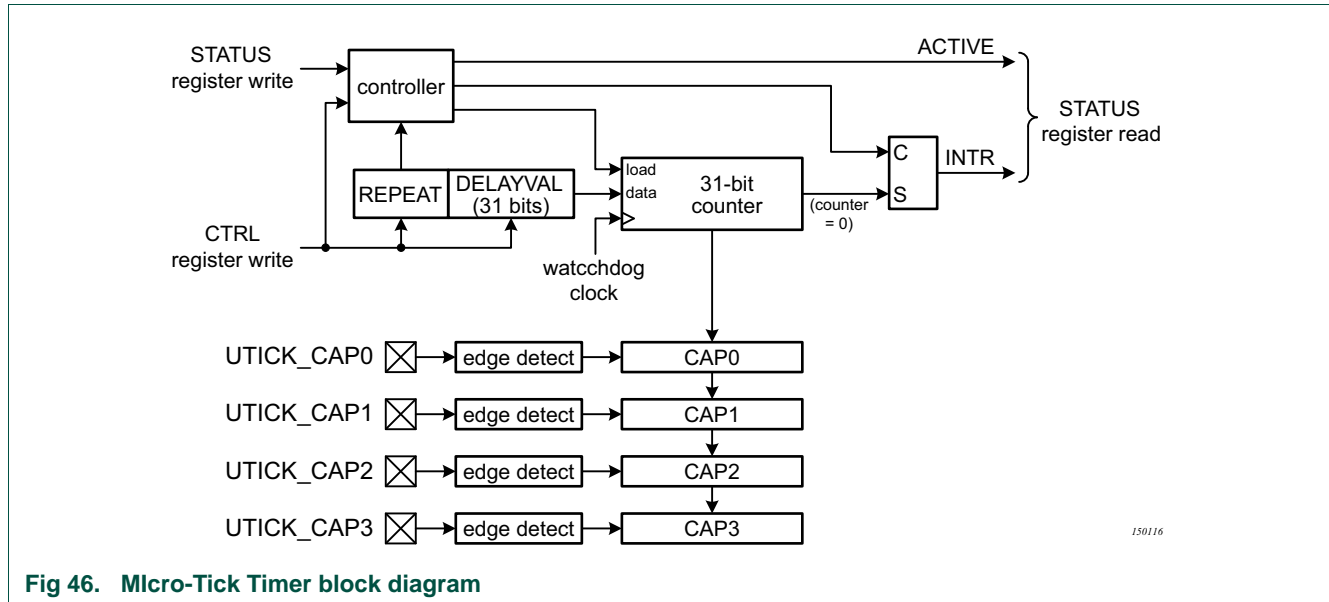 STATUS
register write
controller
ACTIVE
STATUS
register read
C
S
INTR
REPEAT
DELAYVAL
(31 bits)
load
data
31-bit
counter
(counter
= 0)
CTRL
register write
watcchdog
clock
UTICK_CAP0
edge detect
CAP0
UTICK_CAP1
edge detect
CAP1
UTICK_CAP2
edge detect
CAP2
UTICK_CAP3
edge detect
CAP3
150116
Fig 46. MIcro-Tick Timer block diagram